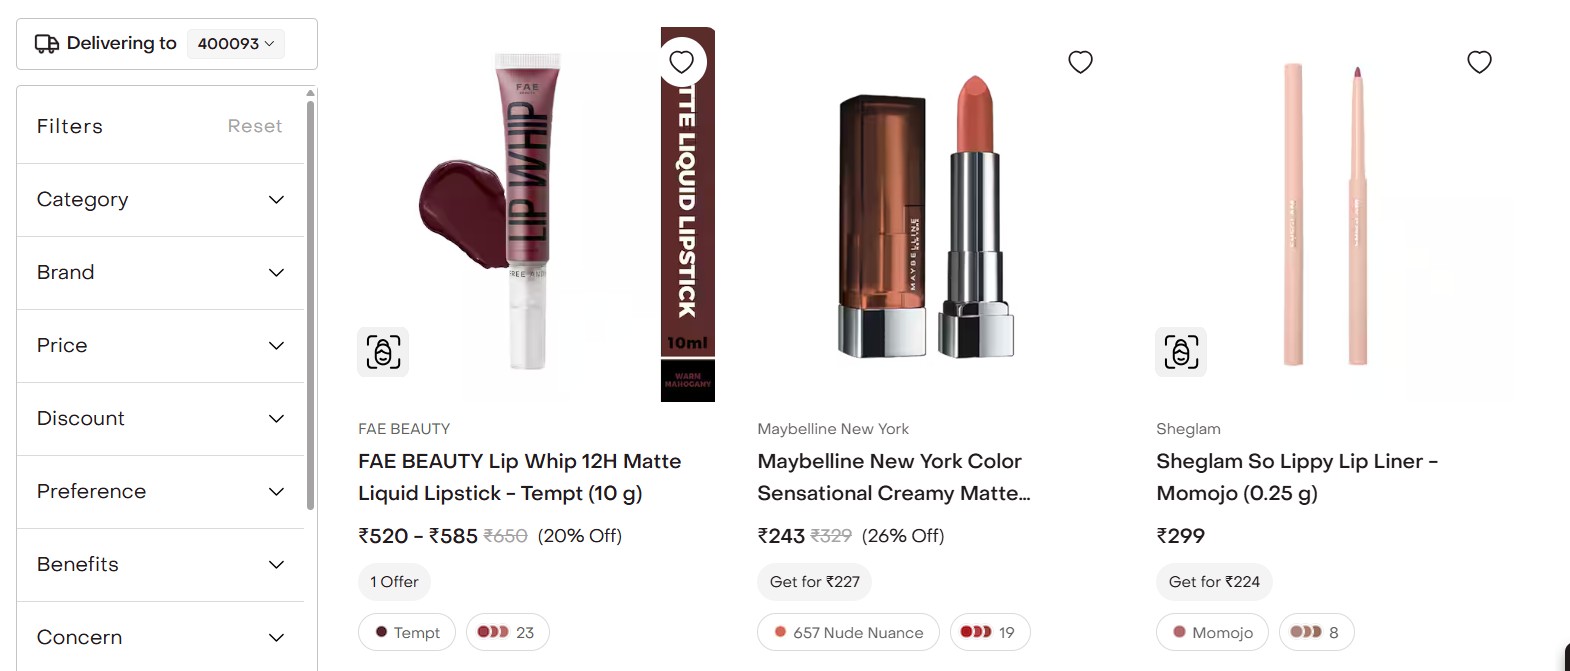 Delivering to 400093
Filters
Reset
Category
Brand
Price
Discount
Preference
Benefits
Concern
FAE
BEAUTY
LIP WHIP
TTE LIQUID LIPSTICK
10ml
WARM
MAHOGANY
FAE BEAUTY
FAE BEAUTY Lip Whip 12H Matte
Liquid Lipstick - Tempt (10 g)
₹520 - ₹585 ₹650 (20% Off)
1 Offer
Tempt
23
MAYBELLINE
NEW YORK
Maybelline New York
Maybelline New York Color
Sensational Creamy Matte...
₹243 ₹329 (26% Off)
Get for ₹227
657 Nude Nuance
19
Sheglam
Sheglam So Lippy Lip Liner -
Momojo (0.25 g)
₹299
Get for ₹224
Momojo
8